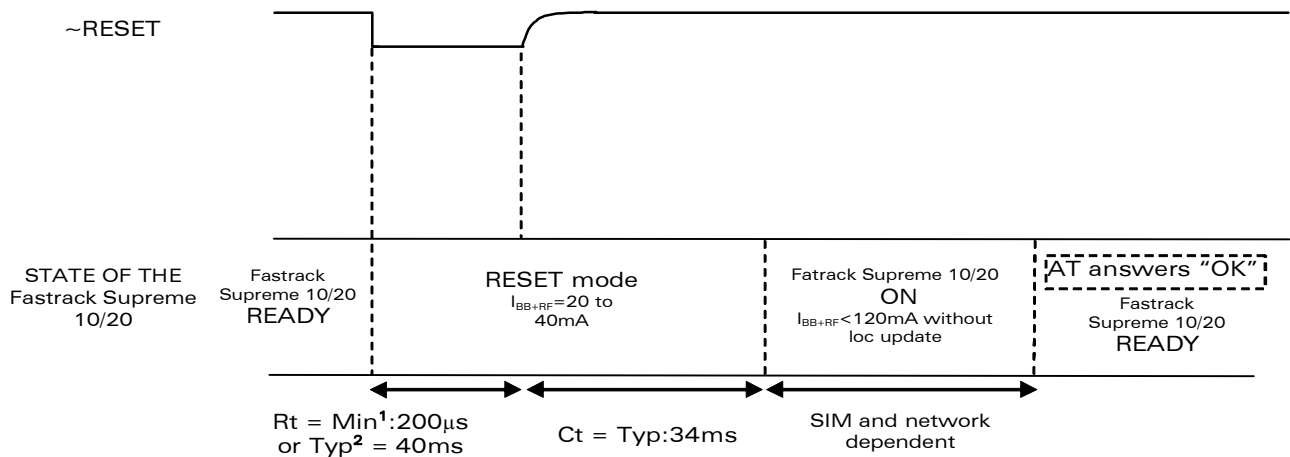 ~RESET
STATE OF THE
Fastrack Supreme
10/20
Fastrack
Supreme 10/20
READY
RESET mode
I_BB+RF=20 to
40mA
Fatrack Supreme 10/20
ON
I_BB+RF<120mA without
loc update
AT answers “OK”
Fastrack
Supreme 10/20
READY
Rt = Min¹:200μs
or Typ² = 40ms
Ct = Typ:34ms
SIM and network
dependent